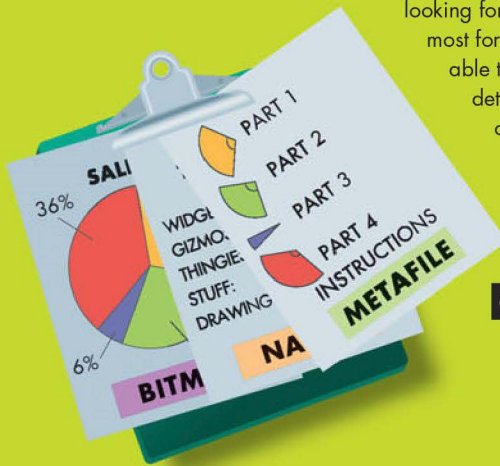 looking for
most for
able t
det
PART 1
PART 2
PART 3
PART 4
INSTRUCTIONS
METAFILE
SAL
36%
6%
BITM
WIDG
GIZMO
THINGIE
STUFF:
DRAWING
NA